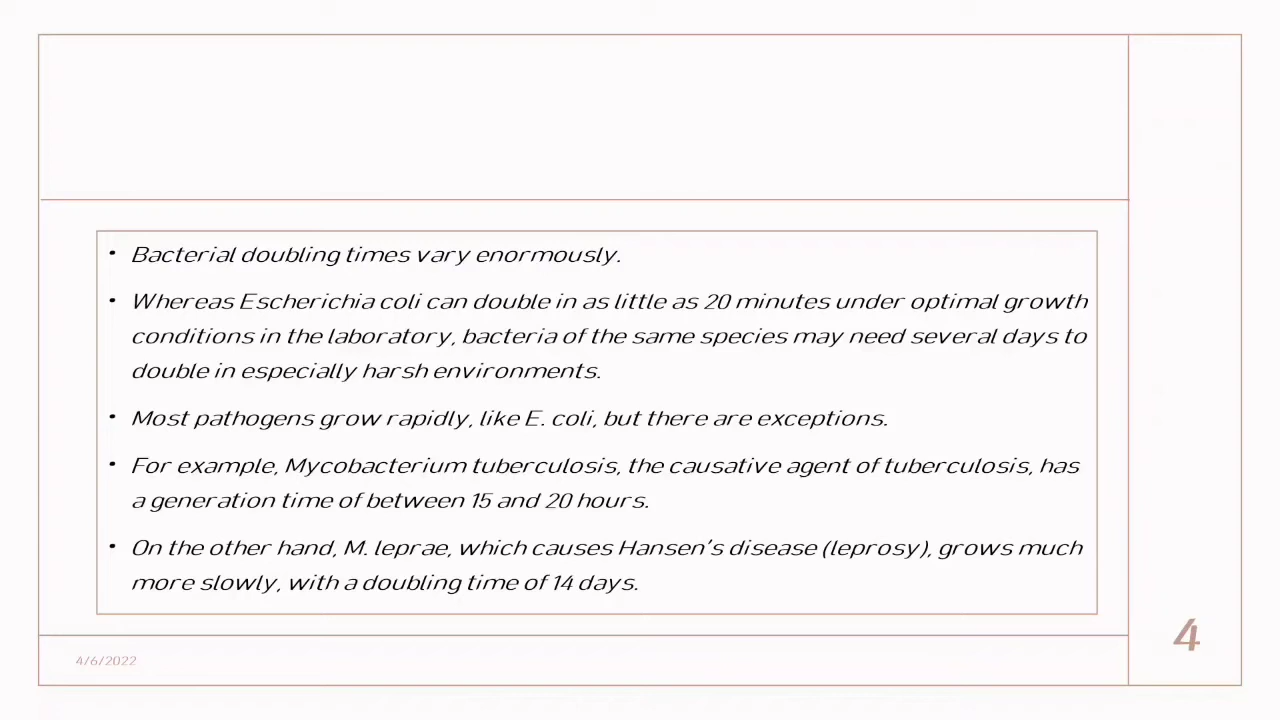 • Bacterial doubling times vary enormously.
• Whereas Escherichia coli can double in as little as 20 minutes under optimal growth
conditions in the laboratory, bacteria of the same species may need several days to
double in especially harsh environments.
• Most pathogens grow rapidly, like E. coli, but there are exceptions.
• For example, Mycobacterium tuberculosis, the causative agent of tuberculosis, has
a generation time of between 15 and 20 hours.
• On the other hand, M. leprae, which causes Hansen's disease (leprosy), grows much
more slowly, with a doubling time of 14 days.
4
4/6/2022